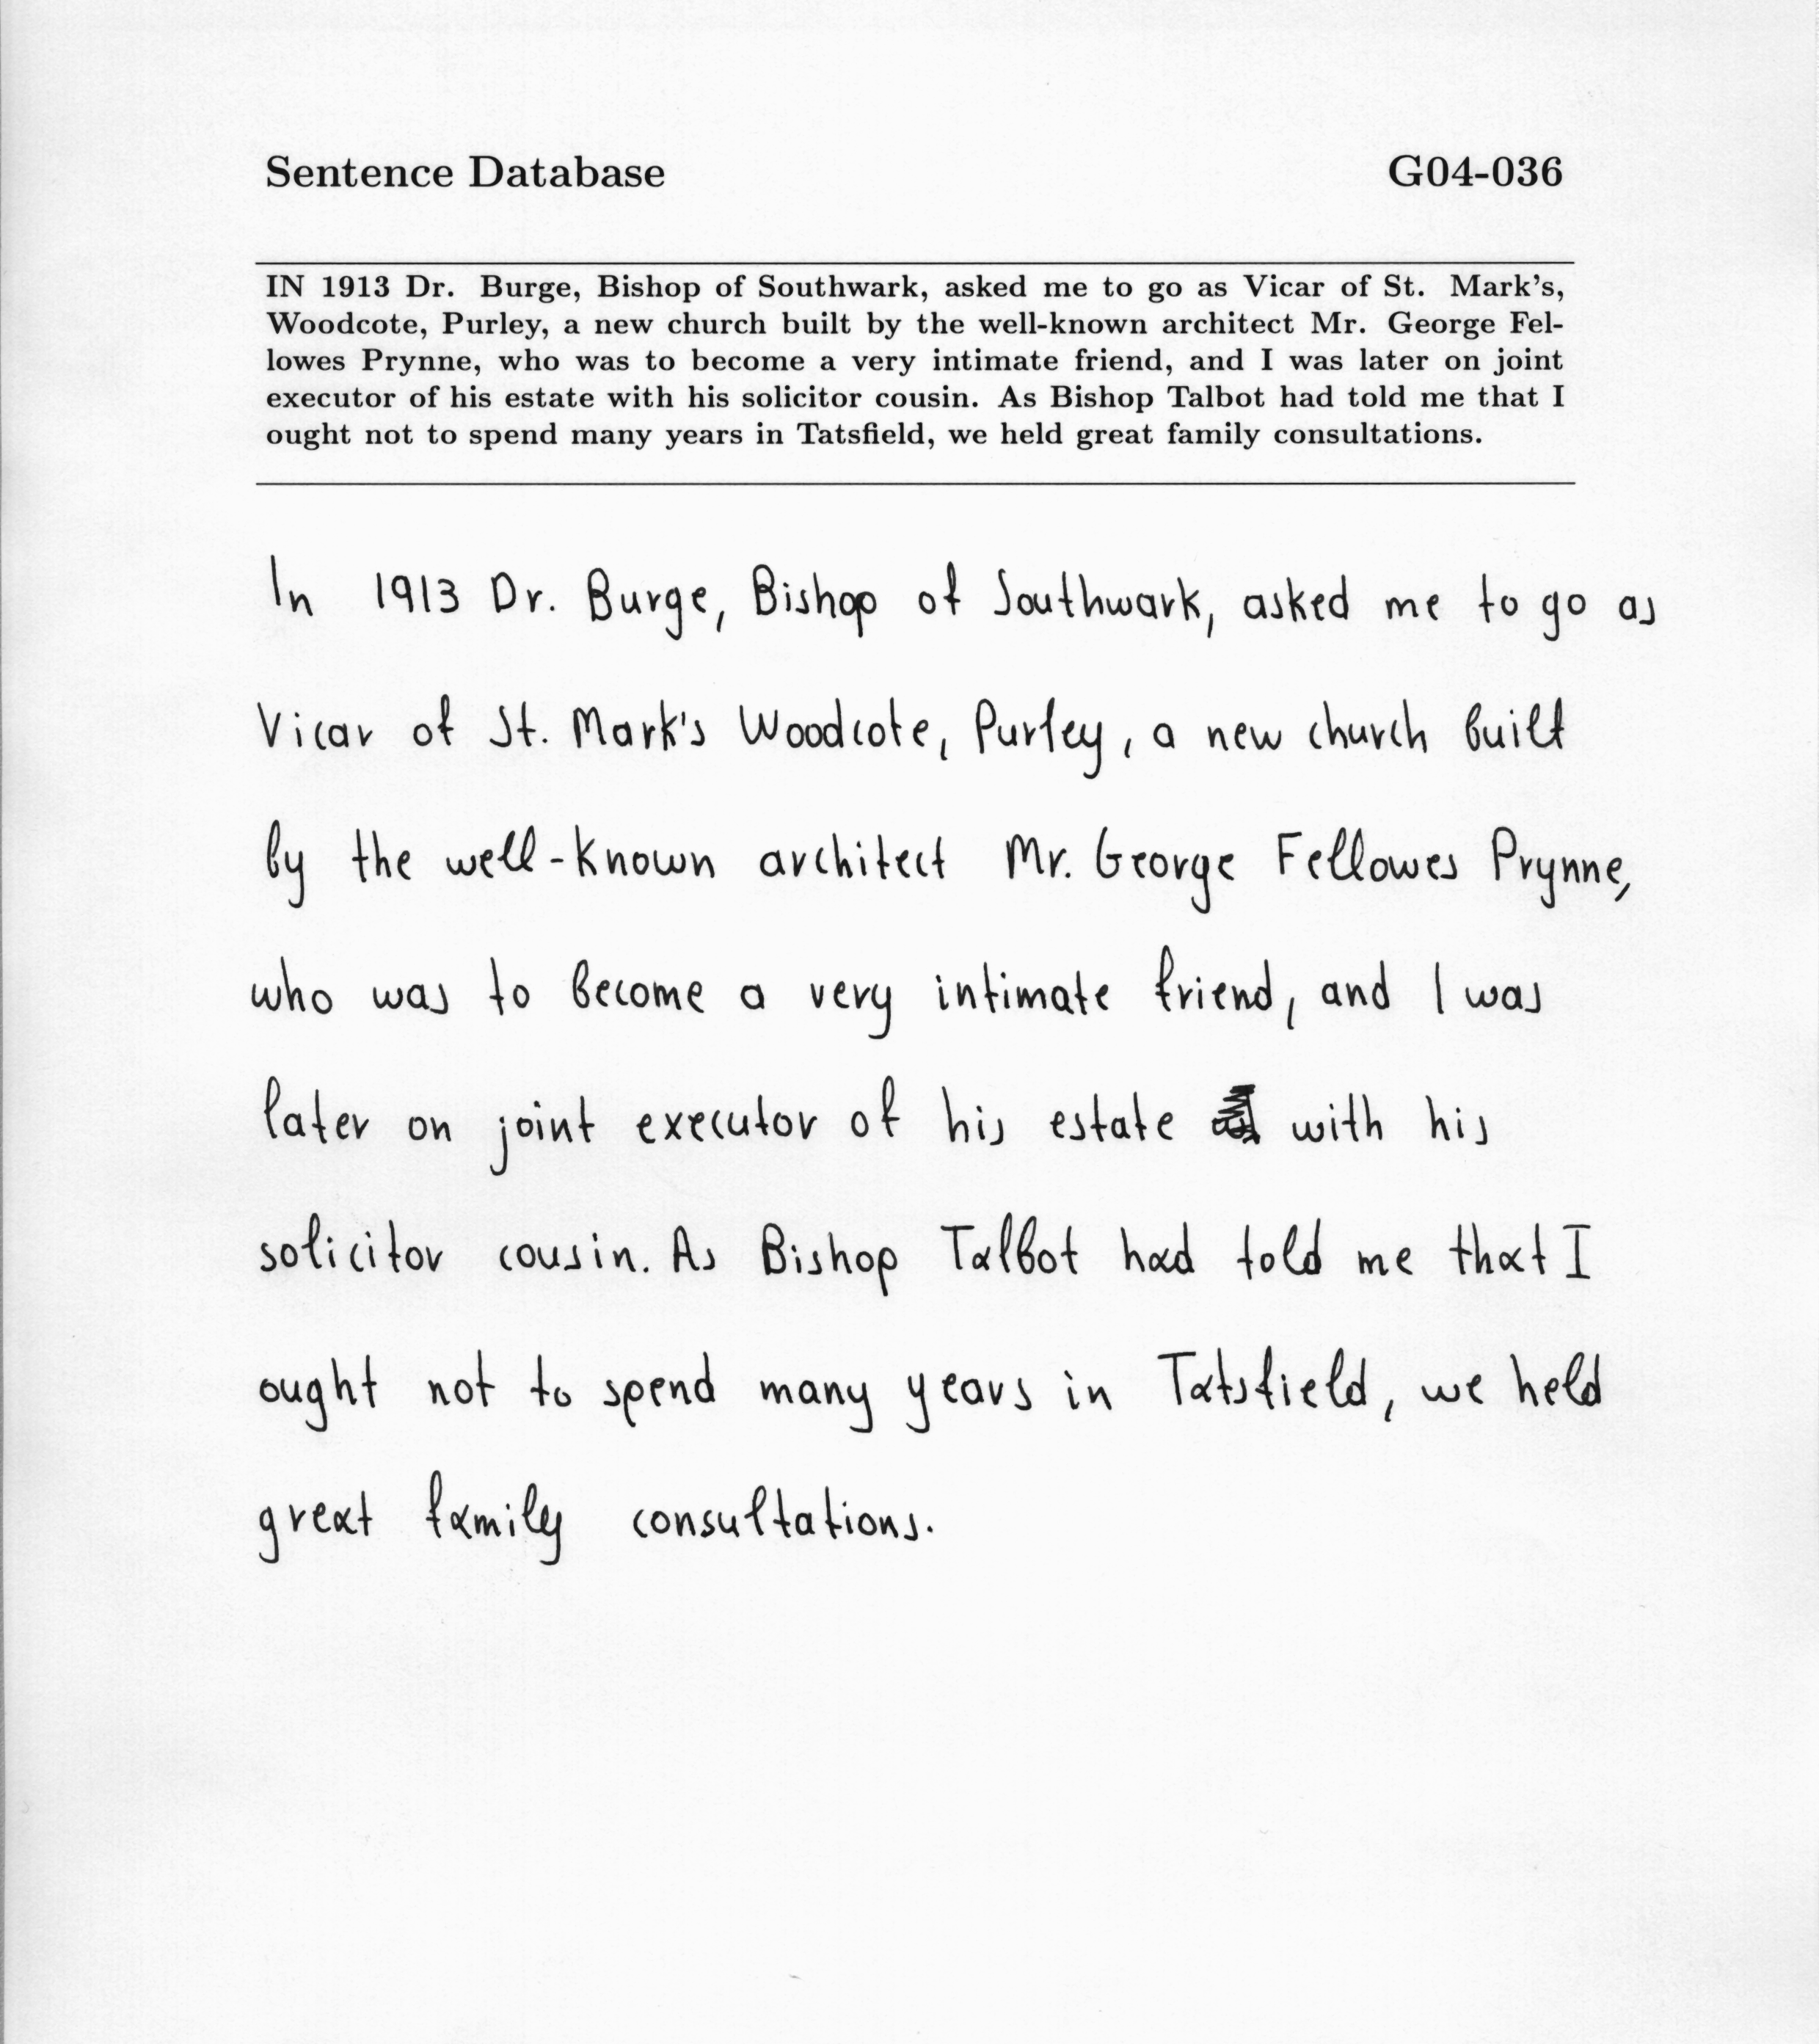 Sentence Database G04-036
IN 1913 Dr. Burge, Bishop of Southwark, asked me to go as Vicar of St. Mark's,
Woodcote, Purley, a new church built by the well-known architect Mr. George Fel-
lowes Prynne, who was to become a very intimate friend, and I was later on joint
executor of his estate with his solicitor cousin. As Bishop Talbot had told me that I
ought not to spend many years in Tatsfield, we held great family consultations.
In 1913 Dr. Burge, Bishop of Southwark, asked me to go as
Vicar of St. Mark's Woodcote, Purley, a new church built
by the well-known architect Mr. George Fellowes Prynne,
who was to become a very intimate friend, and I was
later on joint executor of his estate with his
solicitor cousin. As Bishop Talbot had told me that I
ought not to spend many years in Tatsfield, we held
great family consultations.